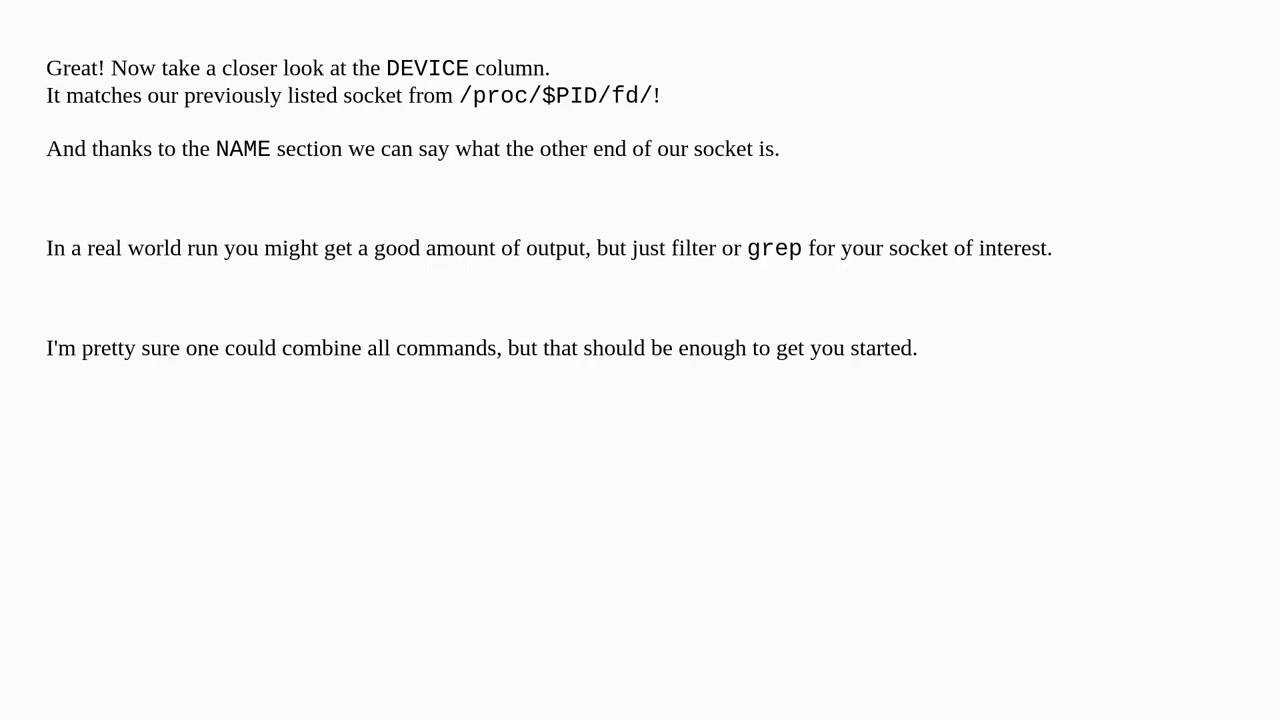 Great! Now take a closer look at the DEVICE column.
It matches our previously listed socket from /proc/$PID/fd/!
And thanks to the NAME section we can say what the other end of our socket is.
In a real world run you might get a good amount of output, but just filter or grep for your socket of interest.
I'm pretty sure one could combine all commands, but that should be enough to get you started.